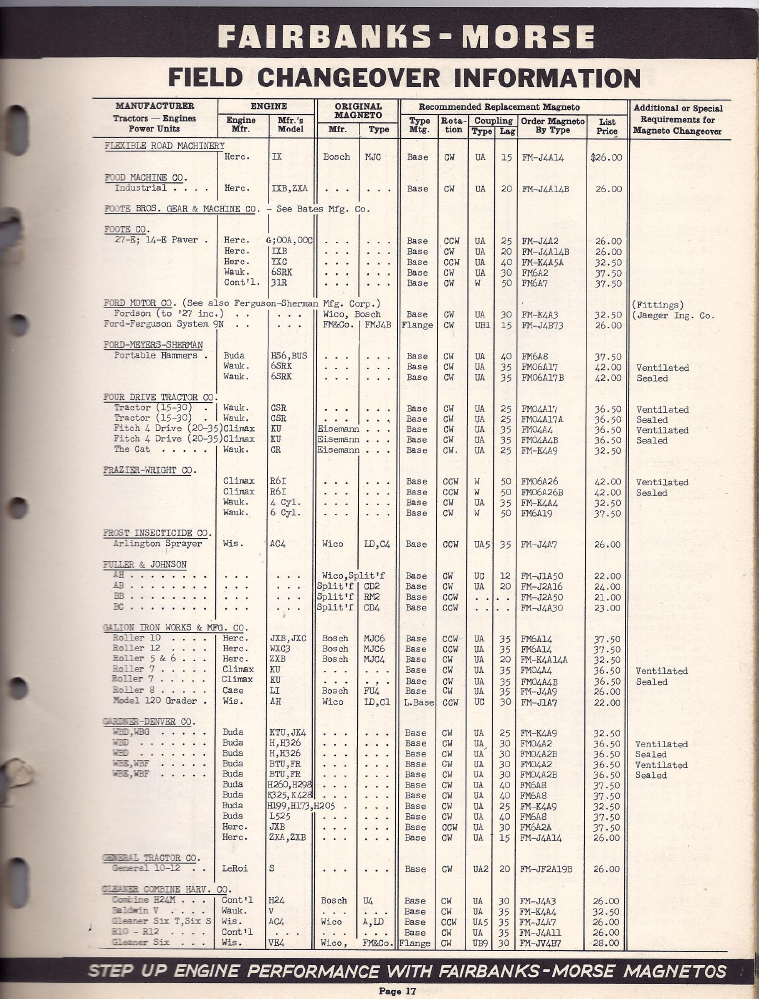 FAIRBANKS-MORSE
FIELD CHANGEOVER INFORMATION
MANUFACTURER Tractors — Engines Power Units | ENGINE Engine Mfr. | Mfr.'s Model | ORIGINAL MAGNETO Mfr. | Type | Recommended Replacement Magneto Type Mtg. | Rota-tion | Coupling Type | Lag | Order Magneto By Type | List Price | Additional or Special Requirements for Magneto Changeover
FLEXIBLE ROAD MACHINERY
Herc. IX Bosch MJC Base CW UA 15 FM-J4A14 $26.00
FOOD MACHINE CO.
Industrial . . . . Herc. IXB,ZXA . . . . . . Base CW UA 20 FM-J4A14B 26.00
FOOTE BROS. GEAR & MACHINE CO. - See Bates Mfg. Co.
FOOTE CO.
27-E; 14-E Paver . Herc. G;OOA,OOC . . . . . . Base CCW UA 25 FM-J4A2 26.00
Herc. IXB . . . . . . Base CW UA 20 FM-J4A14B 26.00
Herc. YXC . . . . . . Base CCW UA 40 FM-K4A5A 32.50
Wauk. 6SRK . . . . . . Base CW UA 30 FM6A2 37.50
Cont'l. 31R . . . . . . Base CW W 50 FM6A7 37.50
FORD MOTOR CO. (See also Ferguson-Sherman Mfg. Corp.) (Fittings)
Fordson (to '27 inc.) . . . . . Wico, Bosch Base CW UA 30 FM-K4A3 32.50 (Jaeger Ing. Co.
Ford-Ferguson System 9N . . . . . FM&Co. FMJ4B Flange CW UB1 15 FM-J4B73 26.00
FORD-MEYERS-SHERMAN
Portable Hammers . Buda HS6,BUS . . . . . . Base CW UA 40 FM6A8 37.50
Wauk. 6SRK . . . . . . Base CW UA 35 FM06A17 42.00 Ventilated
Wauk. 6SRK . . . . . . Base CW UA 35 FM06A17B 42.00 Sealed
FOUR DRIVE TRACTOR CO.
Tractor (15-30) . Wauk. CSR . . . . . . Base CW UA 25 FM04A17 36.50 Ventilated
Tractor (15-30) . Wauk. CSR . . . . . . Base CW UA 25 FM04A17A 36.50 Sealed
Fitch 4 Drive (20-35) Climax KU Eisemann . . . Base CW UA 35 FM04A4 36.50 Ventilated
Fitch 4 Drive (20-35) Climax KU Eisemann . . . Base CW UA 35 FM04A4B 36.50 Sealed
The Cat . . . . . Wauk. CR Eisemann . . . Base CW. UA 25 FM-K4A9 32.50
FRAZIER-WRIGHT CO.
Climax R6I . . . . . . Base CCW W 50 FM06A26 42.00 Ventilated
Climax R6I . . . . . . Base CCW W 50 FM06A26B 42.00 Sealed
Wauk. 4 Cyl. . . . . . . Base CW UA 35 FM-K4A4 32.50
Wauk. 6 Cyl. . . . . . . Base CW W 50 FM6A19 37.50
FROST INSECTICIDE CO.
Arlington Sprayer Wis. AC4 Wico LD,C4 Base CCW UA5 35 FM-J4A7 26.00
FULLER & JOHNSON
AH . . . . . . . . . . . . . . Wico,Split'f Base CW UC 12 FM-J1A50 22.00
AB . . . . . . . . . . . . . . Split'f CD2 Base CW UA 20 FM-J2A16 24.00
BB . . . . . . . . . . . . . . Split'f RM2 Base CCW . . . . FM-J2A50 21.00
BC . . . . . . . . . . . . . . Split'f CD4 Base CCW . . . . FM-J4A30 23.00
GALION IRON WORKS & MFG. CO.
Roller 10 . . . . Herc. JXB,JXC Bosch MJC6 Base CCW UA 35 FM6A14 37.50
Roller 12 . . . . Herc. WXC3 Bosch MJC6 Base CCW UA 35 FM6A14 37.50
Roller 5 & 6 . . . Herc. ZXB Bosch MJC4 Base CW UA 20 FM-K4A14A 32.50
Roller 7 . . . . . Climax KU . . . . . . Base CW UA 35 FM04A4 36.50 Ventilated
Roller 7 . . . . . Climax KU . . . . . . Base CW UA 35 FM04A4B 36.50 Sealed
Roller 8 . . . . . Case LI Bosch FU4 Base CW UA 35 FM-J4A9 26.00
Model 120 Grader . Wis. AH Wico LD,C1 L.Base CCW UC 30 FM-J1A7 22.00
GARDNER-DENVER CO.
WBD,WBG . . . . . Buda KTU,JK4 . . . . . . Base CW UA 25 FM-K4A9 32.50
WBD . . . . . . . Buda H,H326 . . . . . . Base CW UA 30 FM04A2 36.50 Ventilated
WBD . . . . . . . Buda H,H326 . . . . . . Base CW UA 30 FM04A2B 36.50 Sealed
WBE,WBF . . . . . Buda BTU,FR . . . . . . Base CW UA 30 FM04A2 36.50 Ventilated
WBE,WBF . . . . . Buda BTU,FR . . . . . . Base CW UA 30 FM04A2B 36.50 Sealed
Buda H260,H298 . . . . . . Base CW UA 40 FM6A8 37.50
Buda K325,K428 . . . . . . Base CW UA 40 FM6A8 37.50
Buda H199,H173,H205 . . . . . Base CW UA 25 FM-K4A9 32.50
Buda L525 . . . . . . Base CW UA 40 FM6A8 37.50
Herc. JXB . . . . . . Base CCW UA 30 FM6A2A 37.50
Herc. ZXA,ZXB . . . . . . Base CW UA 15 FM-J4A14 26.00
GENERAL TRACTOR CO.
General 10-12 . . LeRoi S . . . . . . Base CW UA2 20 FM-JF2A19B 26.00
GLEANER COMBINE HARV. CO.
Combine H24M . . . Cont'l H24 Bosch U4 Base CW UA 30 FM-J4A3 26.00
Baldwin V . . . . Wauk. V . . . . . . Base CW UA 35 FM-K4A4 32.50
Gleaner Six T,Six S Wis. AC4 Wico A,LD Base CCW UA5 35 FM-J4A7 26.00
R10 - R12 . . . . Cont'l . . . . . . . . . Base CW UA 35 FM-J4A11 26.00
Gleaner Six . . . Wis. VE4 Wico, FM&Co. Flange CW UB9 30 FM-JV4B7 28.00
STEP UP ENGINE PERFORMANCE WITH FAIRBANKS-MORSE MAGNETOS
Page 17